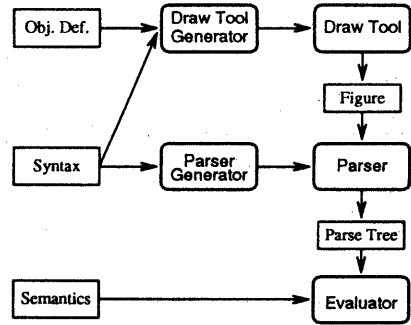 Obj. Def.
Draw Tool
Generator
Draw Tool
Figure
Syntax
Parser
Generator
Parser
Parse Tree
Semantics
Evaluator